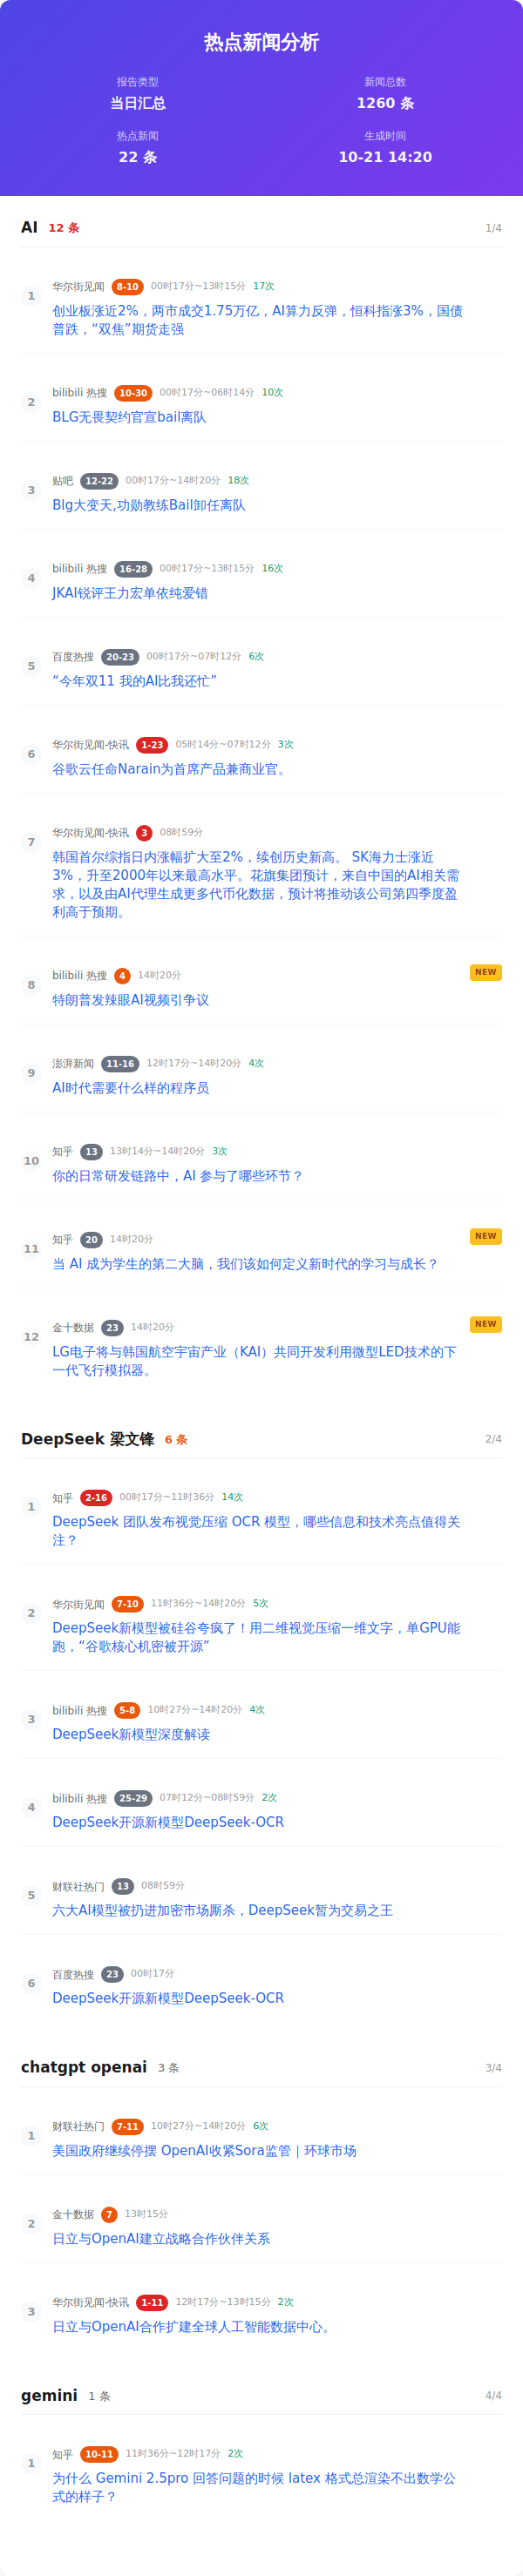 热点新闻分析
报告类型
新闻总数
当日汇总
1260 条
热点新闻
生成时间
22 条
10-21 14:20
AI 12 条 1/4
1
华尔街见闻 8-10 00时17分~13时15分 17次
创业板涨近2%，两市成交1.75万亿，AI算力反弹，恒科指涨3%，国债
普跌，“双焦”期货走强
2
bilibili 热搜 10-30 00时17分~06时14分 10次
BLG无畏契约官宣bail离队
3
贴吧 12-22 00时17分~14时20分 18次
Blg大变天,功勋教练Bail卸任离队
4
bilibili 热搜 16-28 00时17分~13时15分 16次
JKAI锐评王力宏单依纯爱错
5
百度热搜 20-23 00时17分~07时12分 6次
“今年双11 我的AI比我还忙”
6
华尔街见闻-快讯 1-23 05时14分~07时12分 3次
谷歌云任命Narain为首席产品兼商业官。
7
华尔街见闻-快讯 3 08时59分
韩国首尔综指日内涨幅扩大至2%，续创历史新高。 SK海力士涨近
3%，升至2000年以来最高水平。花旗集团预计，来自中国的AI相关需
求，以及由AI代理生成更多代币化数据，预计将推动该公司第四季度盈
利高于预期。
8
bilibili 热搜 4 14时20分 NEW
特朗普发辣眼AI视频引争议
9
澎湃新闻 11-16 12时17分~14时20分 4次
AI时代需要什么样的程序员
10
知乎 13 13时14分~14时20分 3次
你的日常研发链路中，AI 参与了哪些环节？
11
知乎 20 14时20分 NEW
当 AI 成为学生的第二大脑，我们该如何定义新时代的学习与成长？
12
金十数据 23 14时20分 NEW
LG电子将与韩国航空宇宙产业（KAI）共同开发利用微型LED技术的下
一代飞行模拟器。
DeepSeek 梁文锋 6 条 2/4
1
知乎 2-16 00时17分~11时36分 14次
DeepSeek 团队发布视觉压缩 OCR 模型，哪些信息和技术亮点值得关
注？
2
华尔街见闻 7-10 11时36分~14时20分 5次
DeepSeek新模型被硅谷夸疯了！用二维视觉压缩一维文字，单GPU能
跑，“谷歌核心机密被开源”
3
bilibili 热搜 5-8 10时27分~14时20分 4次
DeepSeek新模型深度解读
4
bilibili 热搜 25-29 07时12分~08时59分 2次
DeepSeek开源新模型DeepSeek-OCR
5
财联社热门 13 08时59分
六大AI模型被扔进加密市场厮杀，DeepSeek暂为交易之王
6
百度热搜 23 00时17分
DeepSeek开源新模型DeepSeek-OCR
chatgpt openai 3 条 3/4
1
财联社热门 7-11 10时27分~14时20分 6次
美国政府继续停摆 OpenAI收紧Sora监管｜环球市场
2
金十数据 7 13时15分
日立与OpenAI建立战略合作伙伴关系
3
华尔街见闻-快讯 1-11 12时17分~13时15分 2次
日立与OpenAI合作扩建全球人工智能数据中心。
gemini 1 条 4/4
1
知乎 10-11 11时36分~12时17分 2次
为什么 Gemini 2.5pro 回答问题的时候 latex 格式总渲染不出数学公
式的样子？